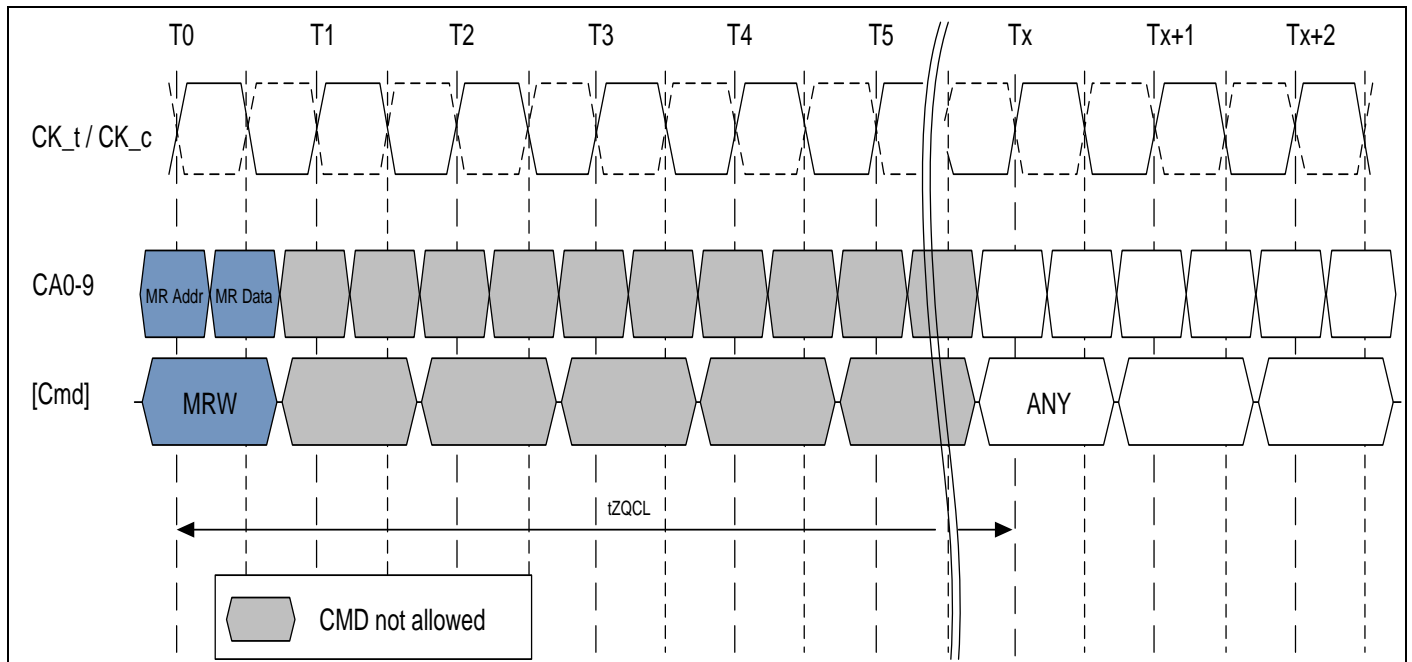 T0 T1 T2 T3 T4 T5 Tx Tx+1 Tx+2
CK_t / CK_c
CA0-9 MR Addr MR Data
[Cmd] MRW ANY
tZQCL
CMD not allowed